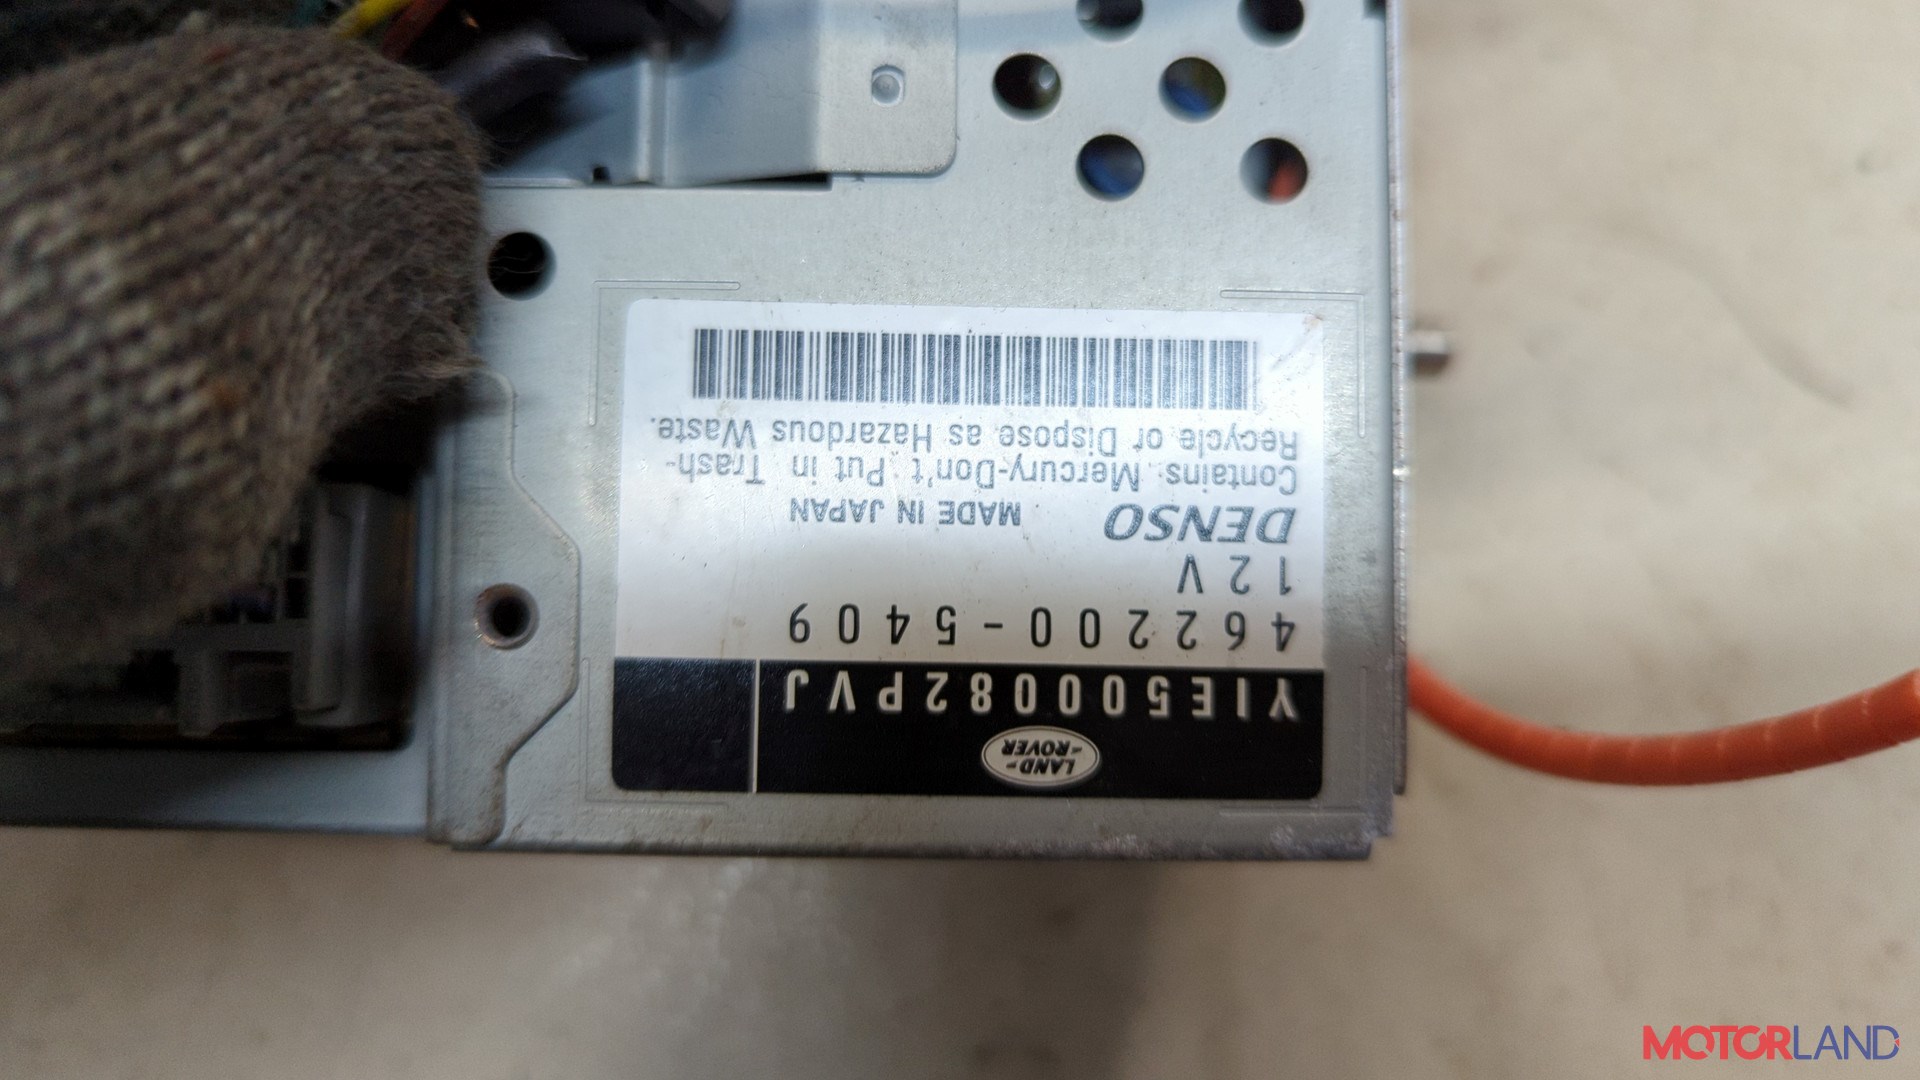 LAND-
-ROVER
YIE500082PVJ
462200-5409
12V
DENSO MADE IN JAPAN
Contains Mercury-Don't Put in Trash-
Recycle or Dispose as Hazardous Waste.
MOTORLAND